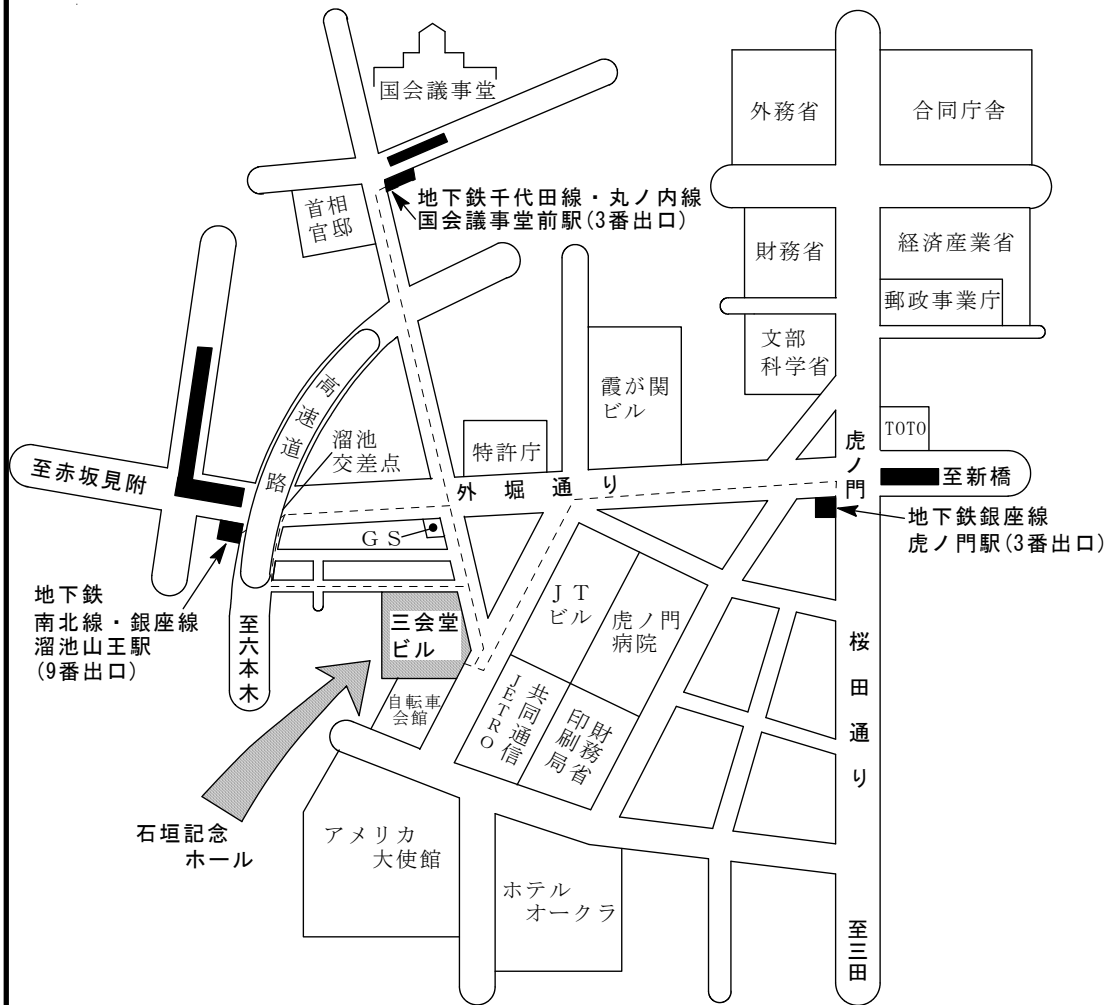 国会議事堂
外務省
合同庁舎
地下鉄千代田線・丸ノ内線
国会議事堂前駅(3番出口)
首相
官邸
財務省
経済産業省
郵政事業庁
文部
科学省
高速道路
霞が関
ビル
溜池
交差点
特許庁
TOTO
虎ノ門
至赤坂見附
外堀通り
至新橋
GS
地下鉄銀座線
虎ノ門駅(3番出口)
地下鉄
南北線・銀座線
溜池山王駅
(9番出口)
至六本木
三会堂
ビル
JT
ビル
虎ノ門
病院
桜田通り
自転車
会館
共同通信
JETRO
財務省
印刷局
石垣記念
ホール
アメリカ
大使館
ホテル
オークラ
至三田